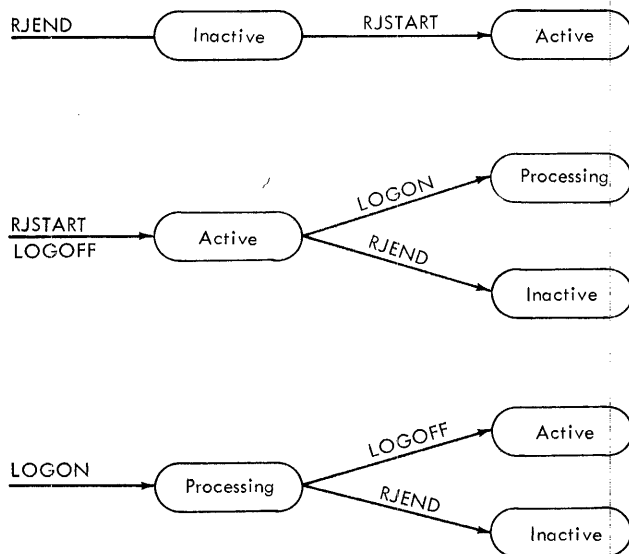 RJEND
Inactive
RJSTART
Active
Processing
LOGON
RJSTART
LOGOFF
Active
RJEND
Inactive
Active
LOGOFF
LOGON
Processing
RJEND
Inactive